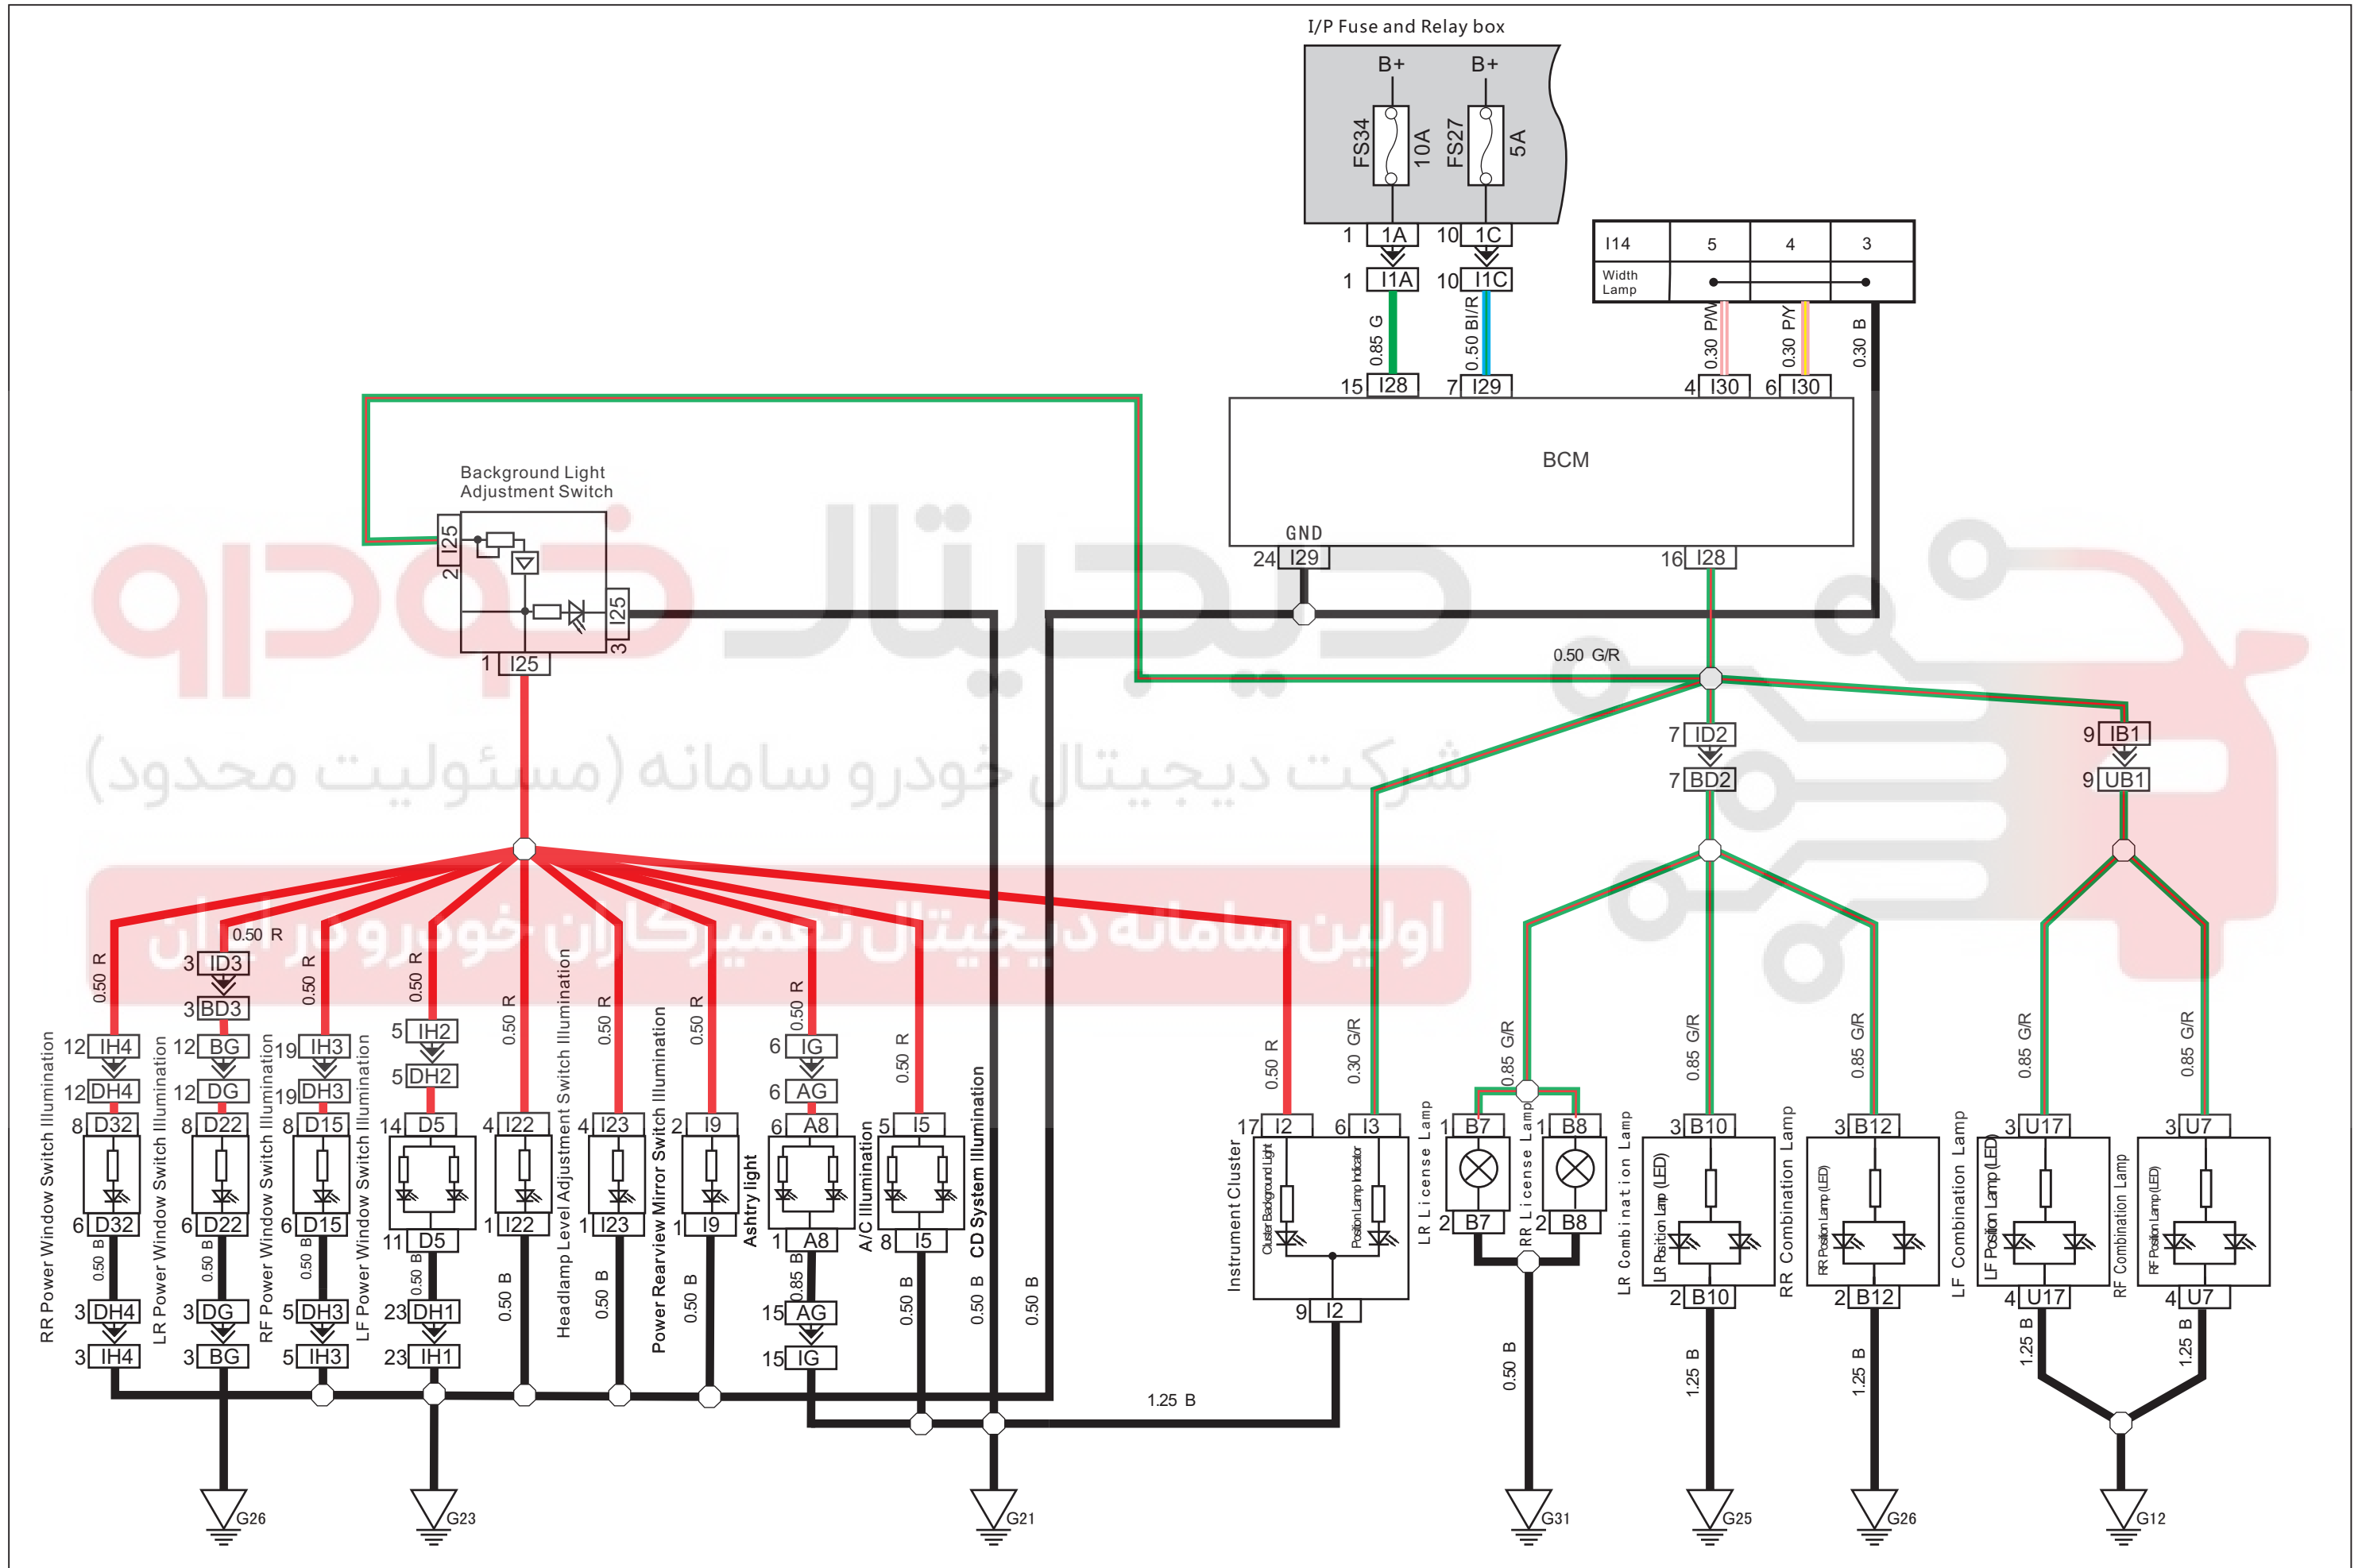 I/P Fuse and Relay box
B+ B+
FS34 10A FS27 5A
1 1A 10 1C
1 I1A 10 I1C
I14 5 4 3
Width
Lamp
0.85 G 0.50 Bl/R 0.30 P/W 0.30 P/Y 0.30 B
15 I28 7 I29 4 I30 6 I30
BCM
GND
24 I29 16 I28
Background Light
Adjustment Switch
2 I25
3 I25
1 I25
0.50 G/R
7 ID2
7 BD2
9 IB1
9 UB1
دیجیتال خودرو
شرکت دیجیتال خودرو سامانه (مسئولیت محدود)
اولین سامانه دیجیتال تعمیرکاران خودرو در ایران
0.50 R 0.50 R 0.50 R 0.50 R 0.50 R 0.50 R 0.50 R 0.50 R 0.50 R 0.50 R 0.30 G/R 0.85 G/R 0.85 G/R 0.85 G/R 0.85 G/R 0.85 G/R
3 ID3
3 BD3
12 IH4 12 BG 19 IH3 5 IH2 6 IG
12 DH4 12 DG 19 DH3 5 DH2 6 AG
8 D32 8 D22 8 D15 14 D5 4 I22 4 I23 2 I9 6 A8 5 I5 17 I2 6 I3 1 B7 1 B8 3 B10 3 B12 3 U17 3 U7
RR Power Window Switch Illumination
LR Power Window Switch Illumination
RF Power Window Switch Illumination
LF Power Window Switch Illumination
Headlamp Level Adjustment Switch Illumination
Power Rearview Mirror Switch Illumination
Ashtry light
A/C Illumination
CD System Illumination
Instrument Cluster
Cluster Background Light
Position Lamp Indicator
LR License Lamp
RR License Lamp
LR Combination Lamp
LR Position Lamp (LED)
RR Combination Lamp
RR Position Lamp (LED)
LF Combination Lamp
LF Position Lamp (LED)
RF Combination Lamp
RF Position Lamp (LED)
6 D32 6 D22 6 D15 11 D5 1 I22 1 I23 1 I9 1 A8 8 I5 9 I2 2 B7 2 B8 2 B10 2 B12 4 U17 4 U7
0.50 B 0.50 B 0.50 B 0.50 B 0.50 B 0.50 B 0.50 B 0.85 B 0.50 B 0.50 B 0.50 B 0.50 B 1.25 B 1.25 B 1.25 B 1.25 B
3 DH4 3 DG 5 DH3 23 DH1 15 AG
3 IH4 3 BG 5 IH3 23 IH1 15 IG
1.25 B
G26 G23 G21 G31 G25 G26 G12